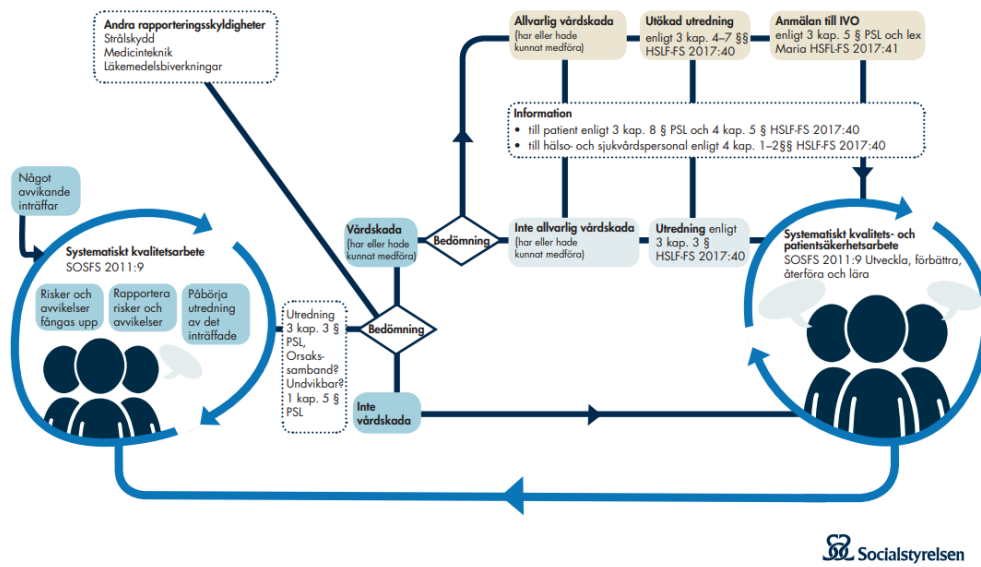 Andra rapporteringsskyldigheter
Strålskydd
Medicinteknik
Läkemedelsbiverkningar
Allvarlig vårdskada
(har eller hade
kunnat medföra)
Utökad utredning
enligt 3 kap. 4–7 §§
HSLF-FS 2017:40
Anmälan till IVO
enligt 3 kap. 5 § PSL och lex
Maria HSFL-FS 2017:41
Information
• till patient enligt 3 kap. 8 § PSL och 4 kap. 5 § HSLF-FS 2017:40
• till hälso- och sjukvårdspersonal enligt 4 kap. 1–2§§ HSLF-FS 2017:40
Något
avvikande
inträffar
Systematiskt kvalitetsarbete
SOSFS 2011:9
Risker och
avvikelser
fångas upp
Rapportera
risker och
avvikelser
Påbörja
utredning
av det
inträffade
Utredning
3 kap. 3 §
PSL,
Orsaks-
samband?
Undvikbar?
1 kap. 5 §
PSL
Vårdskada
(har eller hade
kunnat medföra)
Bedömning
Bedömning
Inte
vårdskada
Inte allvarlig vårdskada
(har eller hade
kunnat medföra)
Utredning enligt
3 kap. 3 §
HSLF-FS 2017:40
Systematiskt kvalitets- och
patientsäkerhetsarbete
SOSFS 2011:9 Utveckla, förbättra,
återföra och lära
Socialstyrelsen